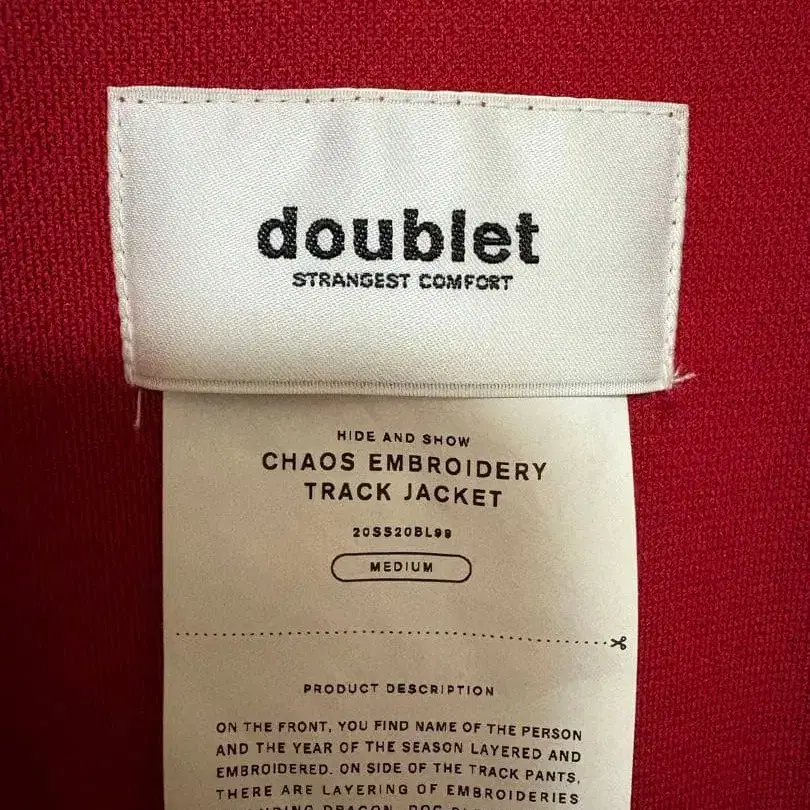 doublet
STRANGEST COMFORT
HIDE AND SHOW
CHAOS EMBROIDERY
TRACK JACKET
20SS20BL99
MEDIUM
PRODUCT DESCRIPTION
ON THE FRONT, YOU FIND NAME OF THE PERSON
AND THE YEAR OF THE SEASON LAYERED AND
EMBROIDERED. ON SIDE OF THE TRACK PANTS,
THERE ARE LAYERING OF EMBROIDERIES
DRAGON,